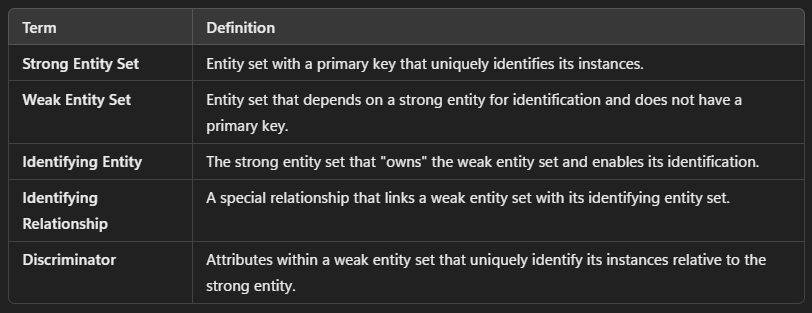 Term Definition
Strong Entity Set Entity set with a primary key that uniquely identifies its instances.
Weak Entity Set Entity set that depends on a strong entity for identification and does not have a
primary key.
Identifying Entity The strong entity set that "owns" the weak entity set and enables its identification.
Identifying A special relationship that links a weak entity set with its identifying entity set.
Relationship
Discriminator Attributes within a weak entity set that uniquely identify its instances relative to the
strong entity.